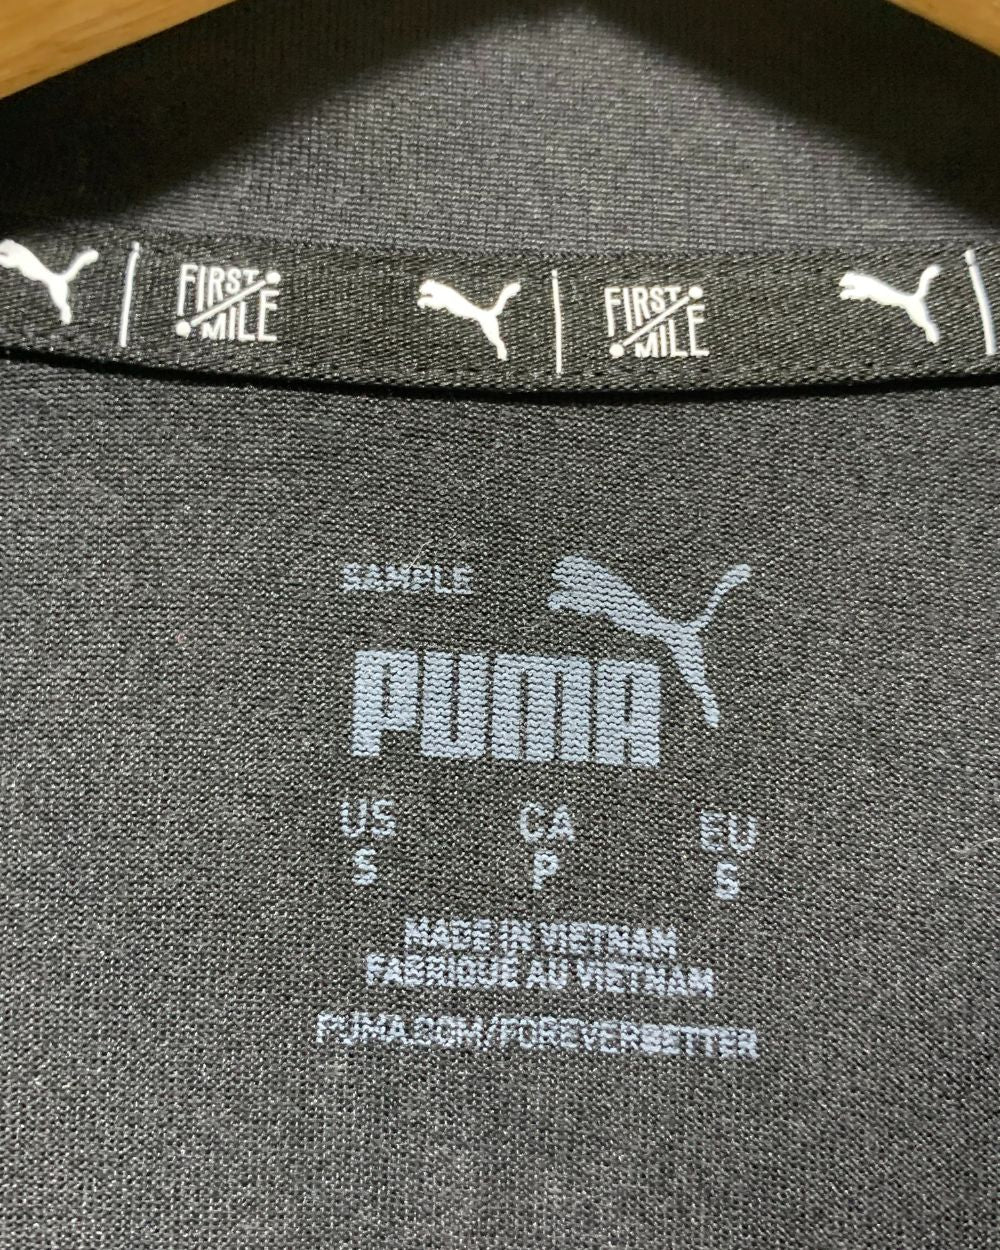 FIRST MILE FIRST MILE
SAMPLE
PUMA
US CA EU
S P S
MADE IN VIETNAM
FABRIQUÉ AU VIETNAM
PUMA.COM/FOREVERBETTER